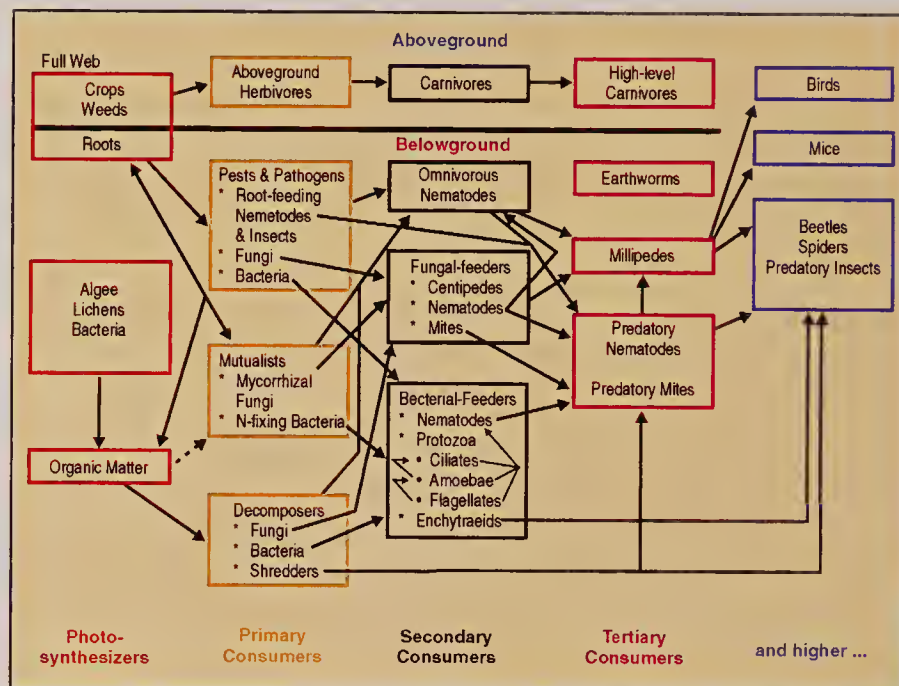 Aboveground
Full Web
Crops
Weeds
Roots
Aboveground
Herbivores
Carnivores
High-level
Carnivores
Birds
Mice
Belowground
Pests & Pathogens
* Root-feeding
Nemetodes
& Insects
* Fungi
* Bacteria
Omnivorous
Nematodes
Earthworms
Beetles
Spiders
Predatory Insects
Millipedes
Fungal-feeders
* Centipedes
* Nematodes
* Mites
Algee
Lichens
Bacteria
Predatory
Nematodes
Predatory Mites
Mutualists
* Mycorrhizal
Fungi
* N-fixing Bacteria
Becterial-Feeders
* Nematodes
* Protozoa
• Ciliates
• Amoebae
• Flagellates
* Enchytraeids
Organic Matter
Decomposers
* Fungi
* Bacteria
* Shredders
Photo-
synthesizers
Primary
Consumers
Secondary
Consumers
Tertiary
Consumers
and higher ...